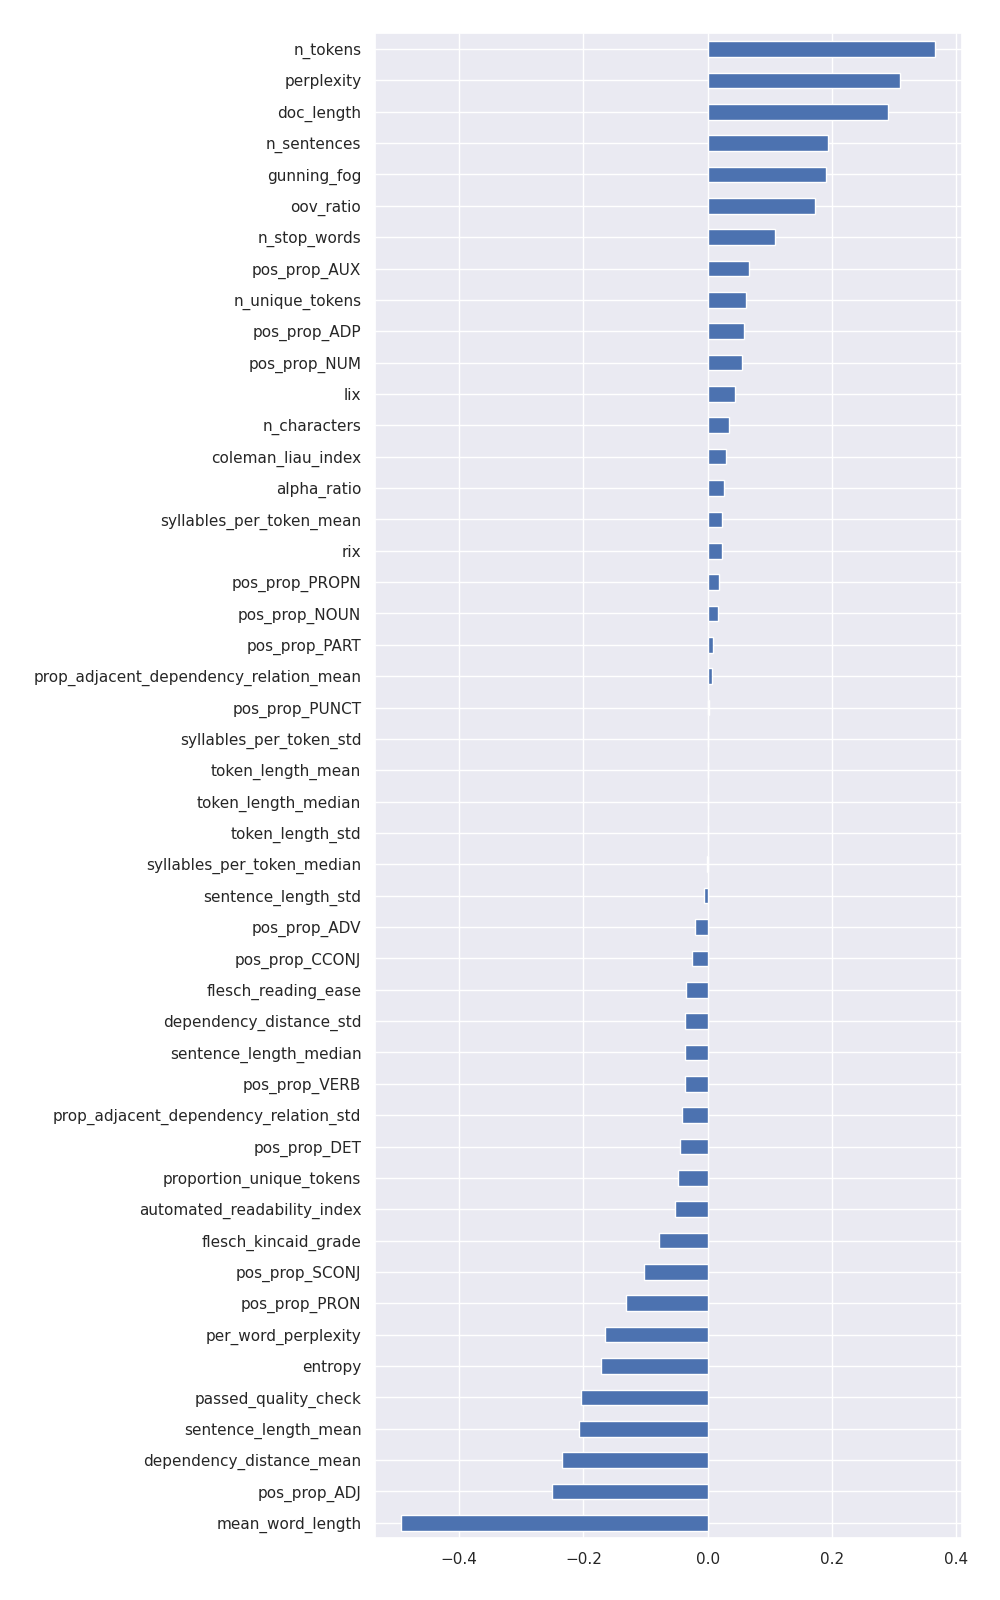 n_tokens
perplexity
doc_length
n_sentences
gunning_fog
oov_ratio
n_stop_words
pos_prop_AUX
n_unique_tokens
pos_prop_ADP
pos_prop_NUM
lix
n_characters
coleman_liau_index
alpha_ratio
syllables_per_token_mean
rix
pos_prop_PROPN
pos_prop_NOUN
pos_prop_PART
prop_adjacent_dependency_relation_mean
pos_prop_PUNCT
syllables_per_token_std
token_length_mean
token_length_median
token_length_std
syllables_per_token_median
sentence_length_std
pos_prop_ADV
pos_prop_CCONJ
flesch_reading_ease
dependency_distance_std
sentence_length_median
pos_prop_VERB
prop_adjacent_dependency_relation_std
pos_prop_DET
proportion_unique_tokens
automated_readability_index
flesch_kincaid_grade
pos_prop_SCONJ
pos_prop_PRON
per_word_perplexity
entropy
passed_quality_check
sentence_length_mean
dependency_distance_mean
pos_prop_ADJ
mean_word_length
−0.4 −0.2 0.0 0.2 0.4